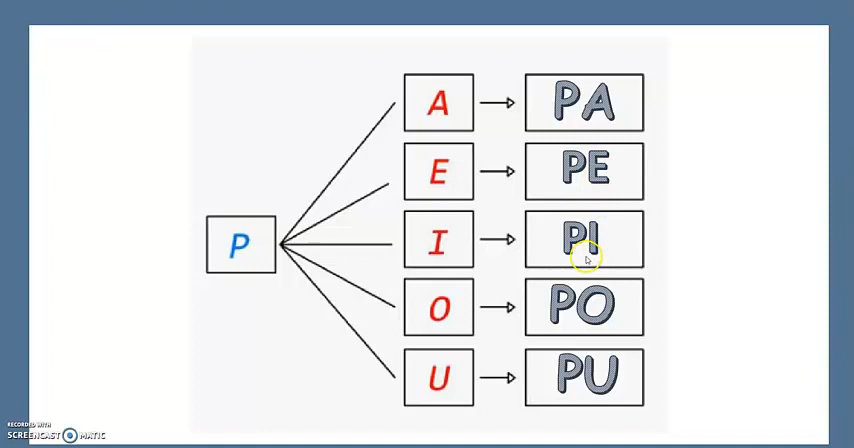 A PA
E PE
P I PI
O PO
U PU
RECORDED WITH
SCREENCAST MATIC